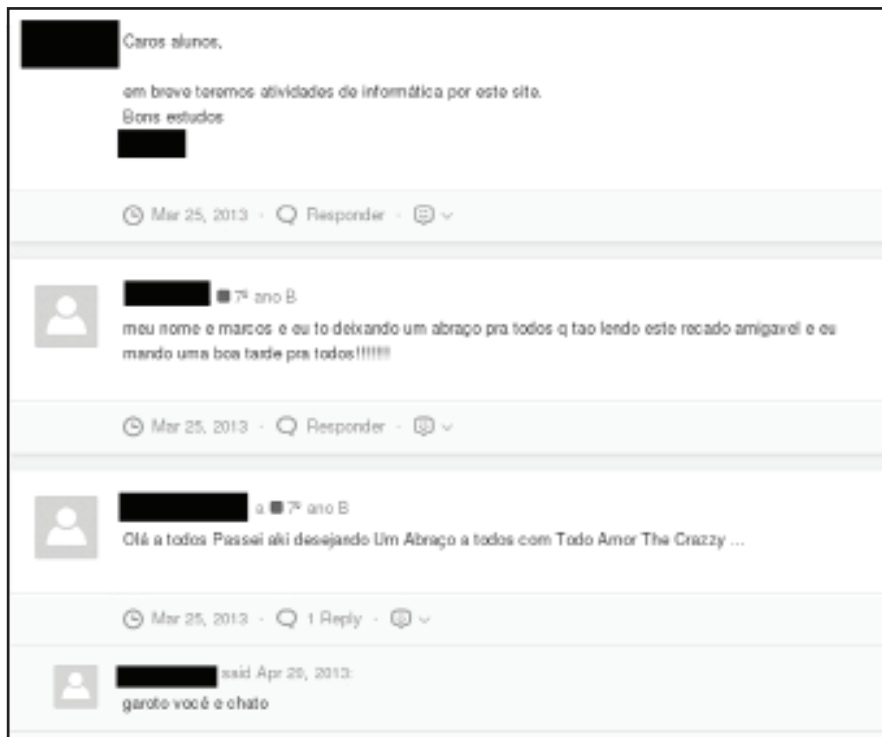 Caros alunos,
em breve teremos atividades de informática por este site.
Bons estudos
Mar 25, 2013 · Responder ·
7º ano B
meu nome e marcos e eu to deixando um abraço pra todos q tao lendo este recado amigavel e eu
mando uma boa tarde pra todos!!!!!!!
Mar 25, 2013 · Responder ·
a 7º ano B
Olá a todos Passei aki desejando Um Abraço a todos com Todo Amor The Crazzy ...
Mar 25, 2013 · 1 Reply ·
said Apr 20, 2013:
garoto você e chato